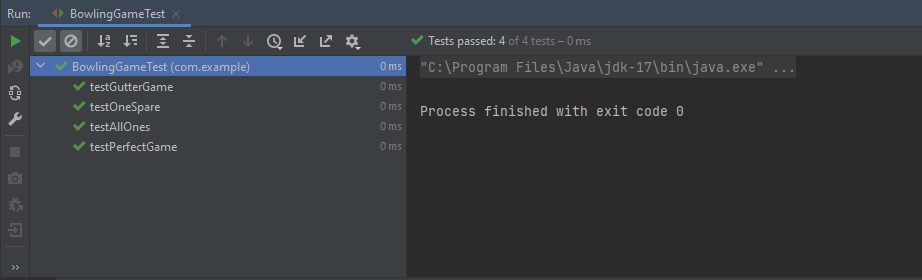 Run: BowlingGameTest
Tests passed: 4 of 4 tests – 0 ms
BowlingGameTest (com.example) 0 ms
testGutterGame 0 ms
testOneSpare 0 ms
testAllOnes 0 ms
testPerfectGame 0 ms
"C:\Program Files\Java\jdk-17\bin\java.exe" ...
Process finished with exit code 0